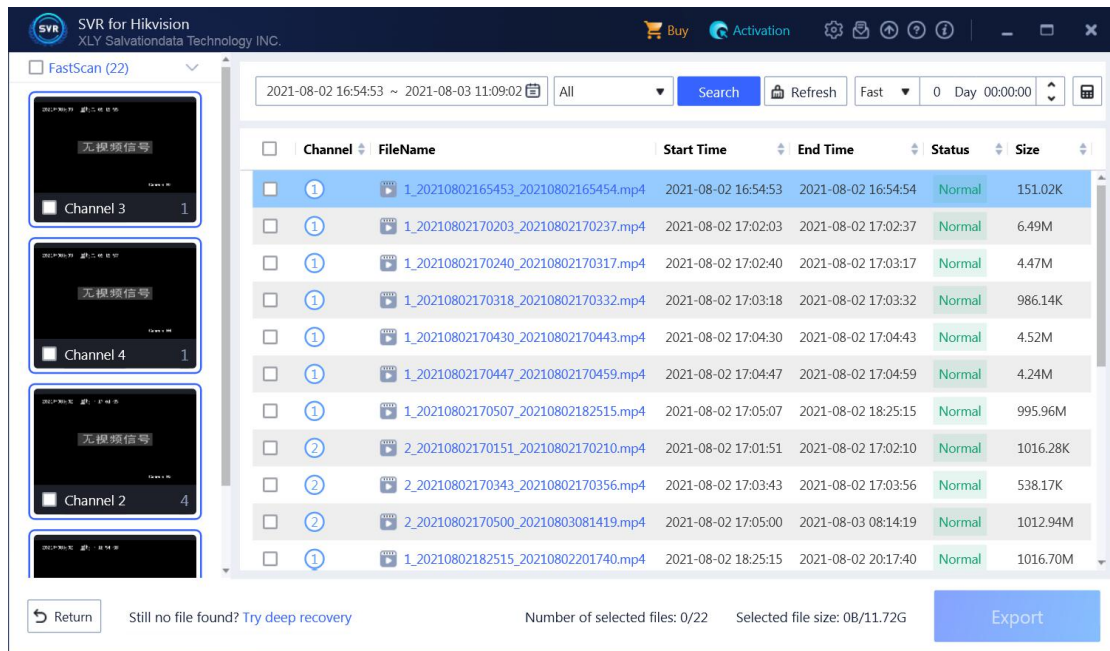 SVR
SVR for Hikvision
XLY Salvationdata Technology INC.
Buy
Activation
FastScan (22)
无视频信号
Channel 3 1
无视频信号
Channel 4 1
无视频信号
Channel 2 4
2021-08-02 16:54:53 ~ 2021-08-03 11:09:02 All Search Refresh Fast 0 Day 00:00:00
Channel FileName Start Time End Time Status Size
1 1_20210802165453_20210802165454.mp4 2021-08-02 16:54:53 2021-08-02 16:54:54 Normal 151.02K
1 1_20210802170203_20210802170237.mp4 2021-08-02 17:02:03 2021-08-02 17:02:37 Normal 6.49M
1 1_20210802170240_20210802170317.mp4 2021-08-02 17:02:40 2021-08-02 17:03:17 Normal 4.47M
1 1_20210802170318_20210802170332.mp4 2021-08-02 17:03:18 2021-08-02 17:03:32 Normal 986.14K
1 1_20210802170430_20210802170443.mp4 2021-08-02 17:04:30 2021-08-02 17:04:43 Normal 4.52M
1 1_20210802170447_20210802170459.mp4 2021-08-02 17:04:47 2021-08-02 17:04:59 Normal 4.24M
1 1_20210802170507_20210802182515.mp4 2021-08-02 17:05:07 2021-08-02 18:25:15 Normal 995.96M
2 2_20210802170151_20210802170210.mp4 2021-08-02 17:01:51 2021-08-02 17:02:10 Normal 1016.28K
2 2_20210802170343_20210802170356.mp4 2021-08-02 17:03:43 2021-08-02 17:03:56 Normal 538.17K
2 2_20210802170500_20210803081419.mp4 2021-08-02 17:05:00 2021-08-03 08:14:19 Normal 1012.94M
1 1_20210802182515_20210802201740.mp4 2021-08-02 18:25:15 2021-08-02 20:17:40 Normal 1016.70M
Return Still no file found? Try deep recovery Number of selected files: 0/22 Selected file size: 0B/11.72G Export